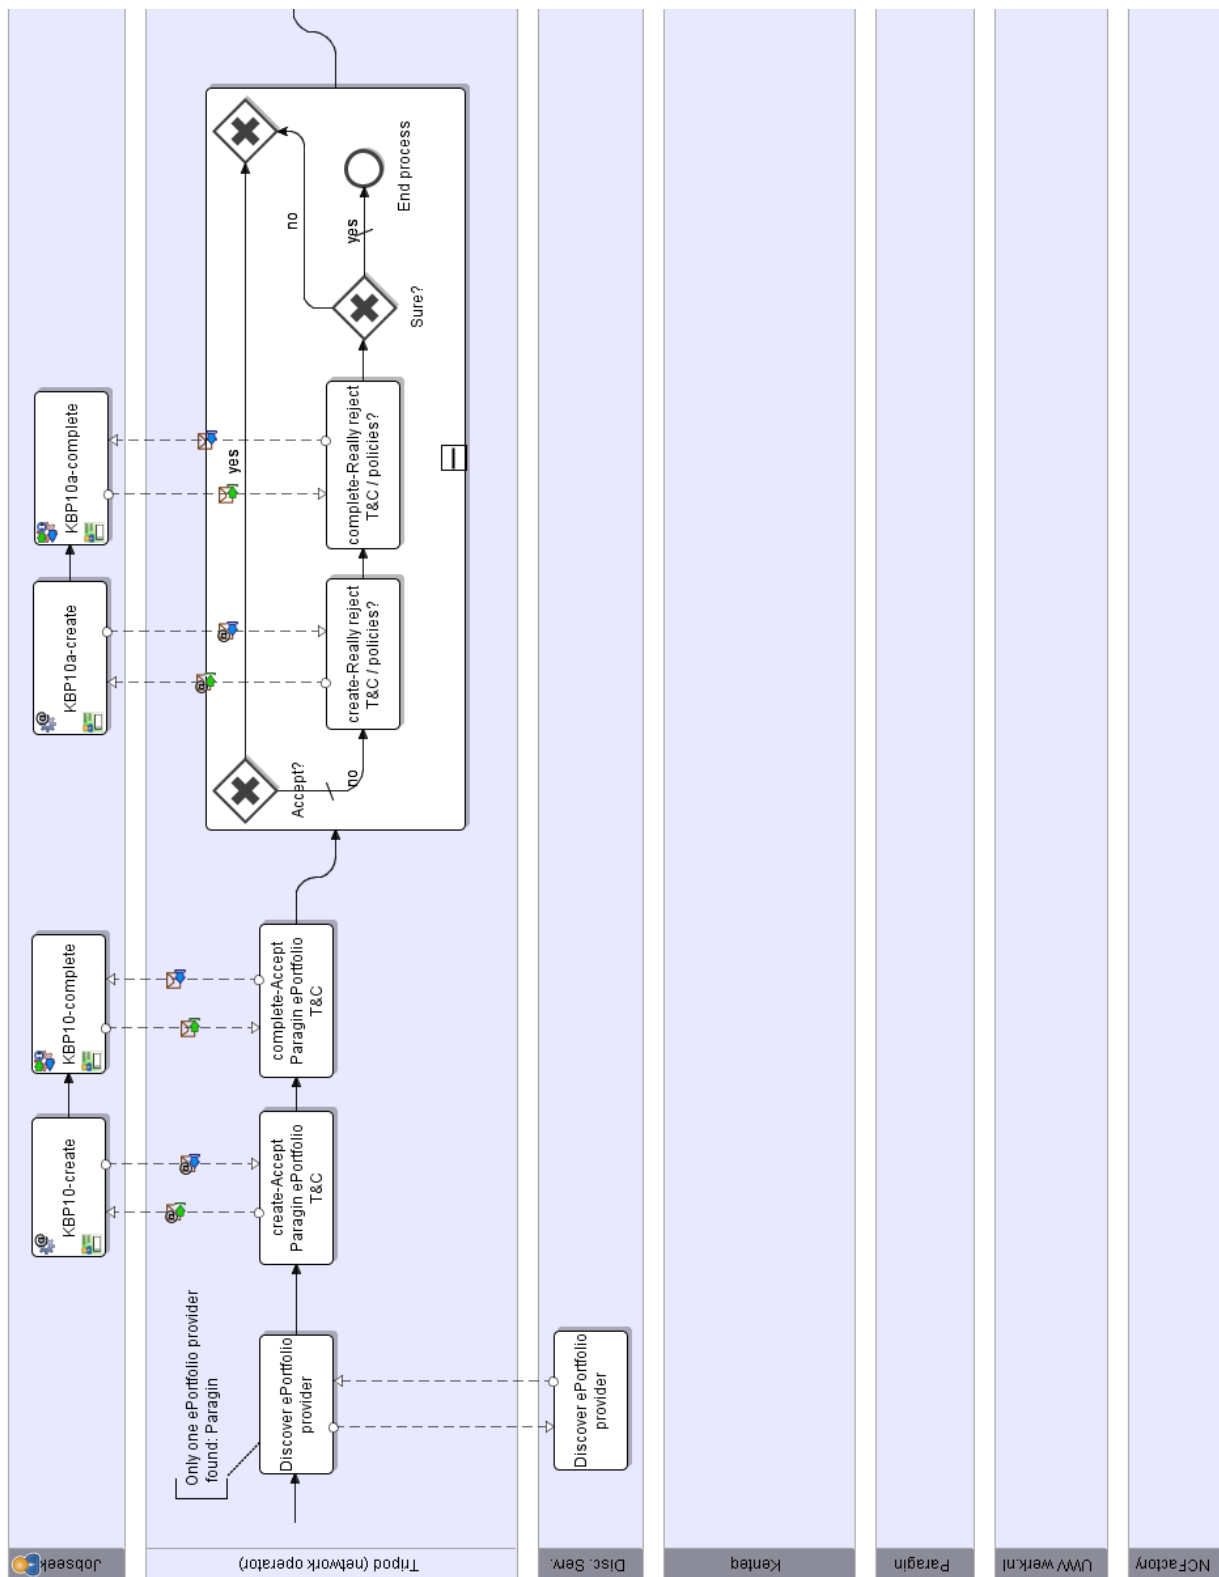 Jobseek
KBP10-create
KBP10-complete
KBP10a-create
KBP10a-complete
Tripod (network operator)
Only one ePortfolio provider
found: Paragin
Discover ePortfolio
provider
create-Accept
Paragin ePortfolio
T&C
complete-Accept
Paragin ePortfolio
T&C
Accept?
yes
no
create-Really reject
T&C / policies?
complete-Really reject
T&C / policies?
Sure?
no
yes
End process
Disc. Serv.
Discover ePortfolio
provider
Kenteq
Paragin
UWV werk.nl
NCFactory